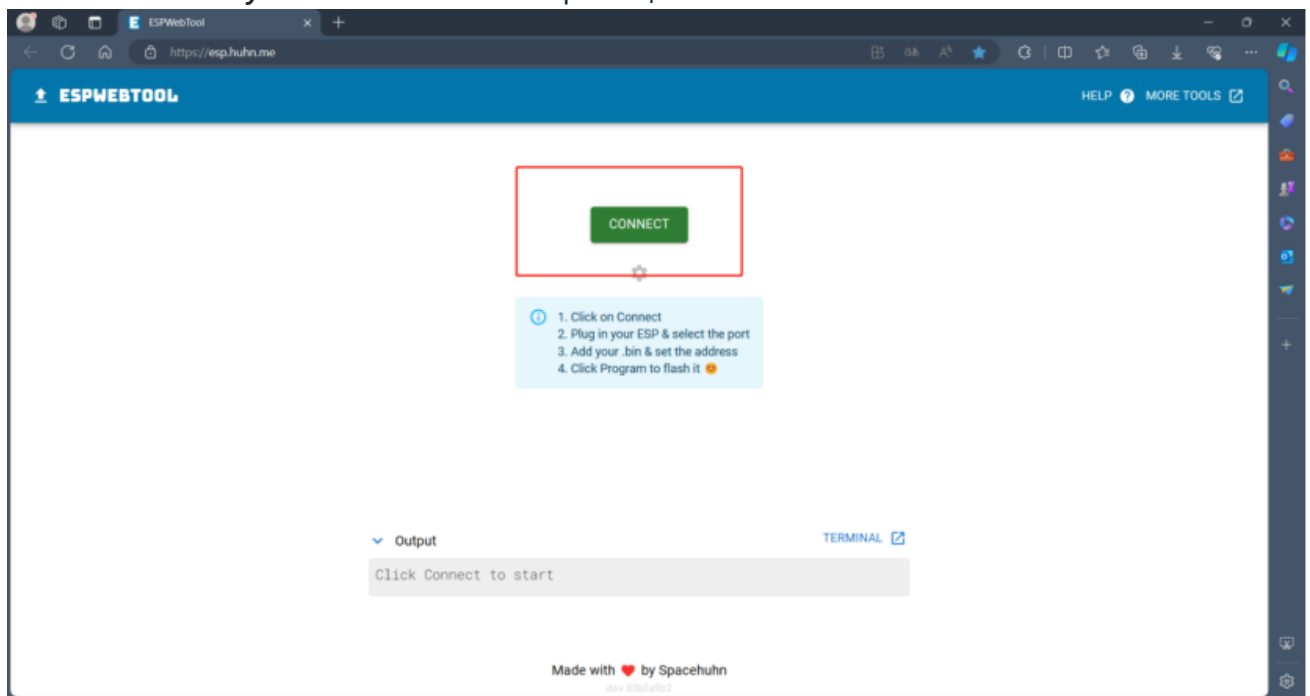 ESPWebTool
https://esp.huhn.me
ESPWEBTOOL
HELP
MORE TOOLS
CONNECT
1. Click on Connect
2. Plug in your ESP & select the port
3. Add your .bin & set the address
4. Click Program to flash it 😊
Output
TERMINAL
Click Connect to start
Made with ❤ by Spacehuhn